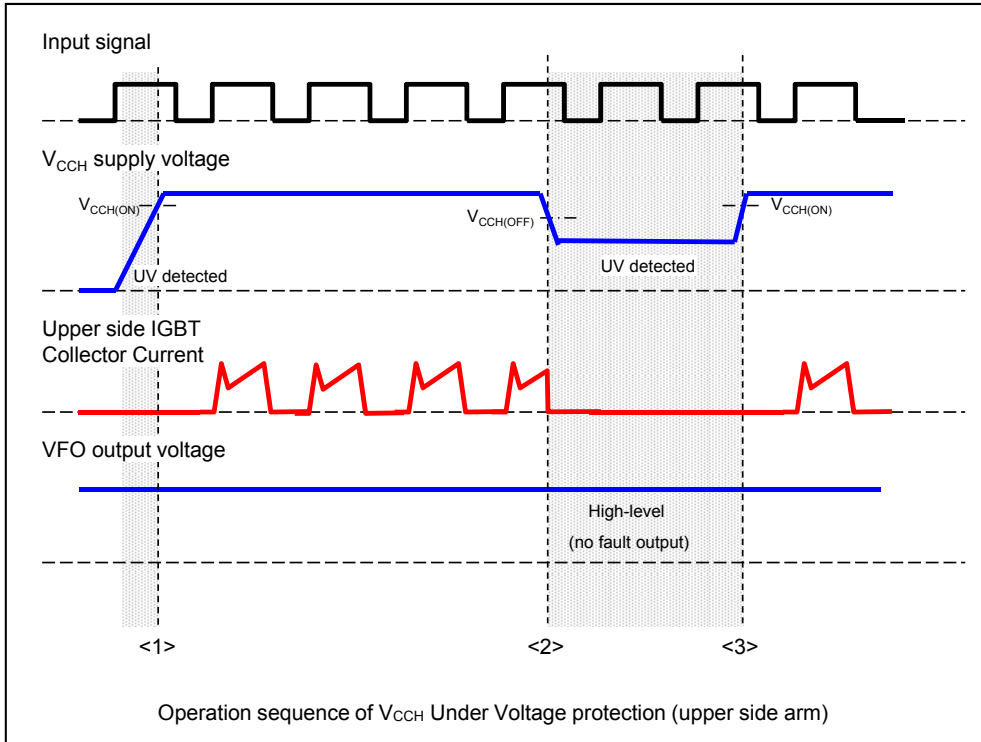 Input signal
VCCH supply voltage
VCCH(ON)
VCCH(OFF)
VCCH(ON)
UV detected
UV detected
Upper side IGBT
Collector Current
VFO output voltage
High-level
(no fault output)
<1>
<2>
<3>
Operation sequence of VCCH Under Voltage protection (upper side arm)